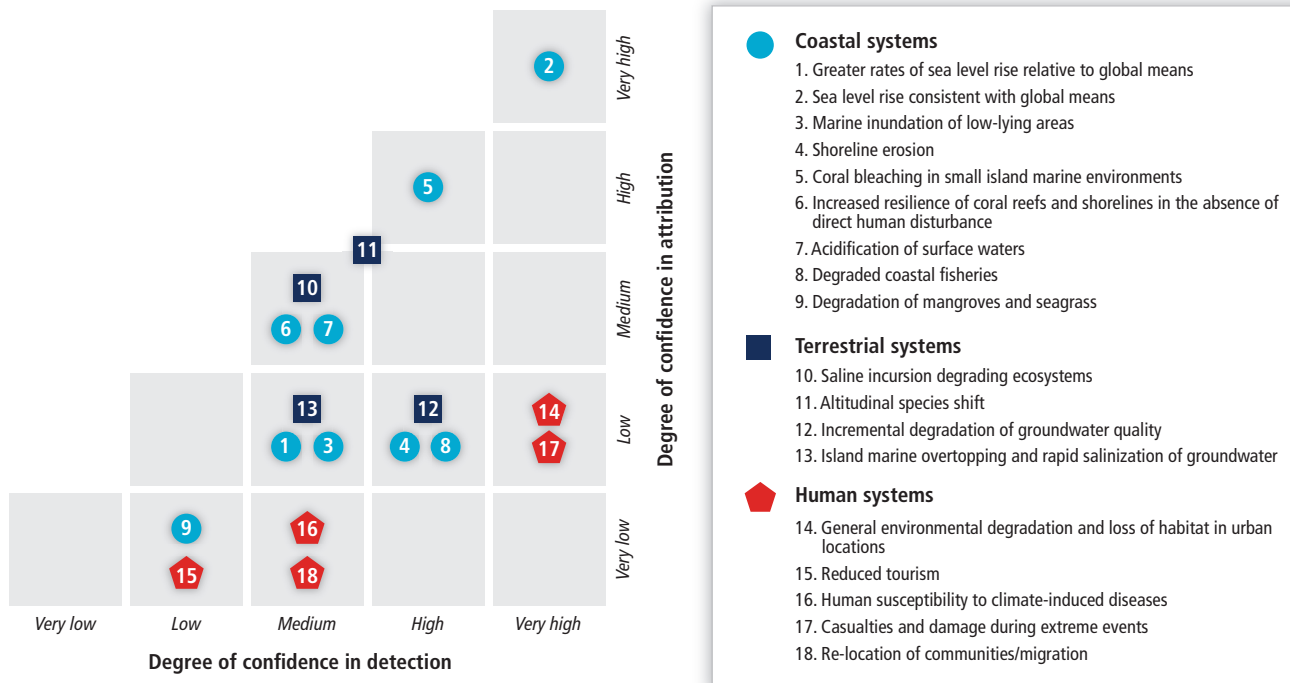 2
Very high
5
High
11
10
6 7
Medium
13 12 14
1 3 4 8 17
Low
9 16
15 18
Very low
Degree of confidence in attribution
Very low Low Medium High Very high
Degree of confidence in detection
Coastal systems
1. Greater rates of sea level rise relative to global means
2. Sea level rise consistent with global means
3. Marine inundation of low-lying areas
4. Shoreline erosion
5. Coral bleaching in small island marine environments
6. Increased resilience of coral reefs and shorelines in the absence of
direct human disturbance
7. Acidification of surface waters
8. Degraded coastal fisheries
9. Degradation of mangroves and seagrass
Terrestrial systems
10. Saline incursion degrading ecosystems
11. Altitudinal species shift
12. Incremental degradation of groundwater quality
13. Island marine overtopping and rapid salinization of groundwater
Human systems
14. General environmental degradation and loss of habitat in urban
locations
15. Reduced tourism
16. Human susceptibility to climate-induced diseases
17. Casualties and damage during extreme events
18. Re-location of communities/migration